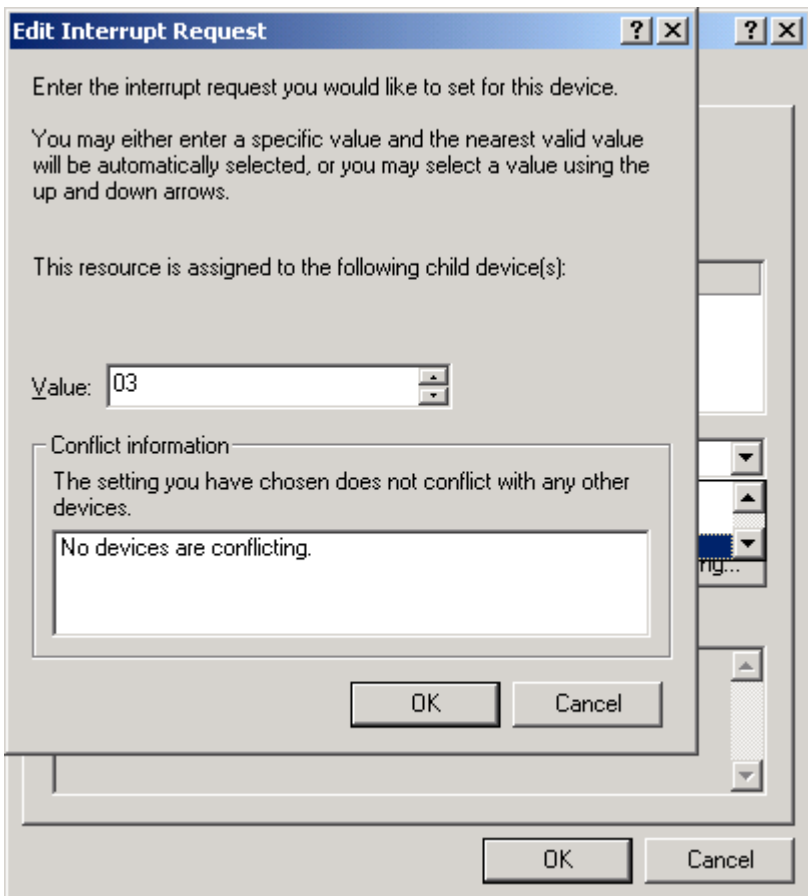 Edit Interrupt Request
Enter the interrupt request you would like to set for this device.
You may either enter a specific value and the nearest valid value
will be automatically selected, or you may select a value using the
up and down arrows.
This resource is assigned to the following child device(s):
Value: 03
Conflict information
The setting you have chosen does not conflict with any other
devices.
No devices are conflicting.
OK Cancel
OK Cancel